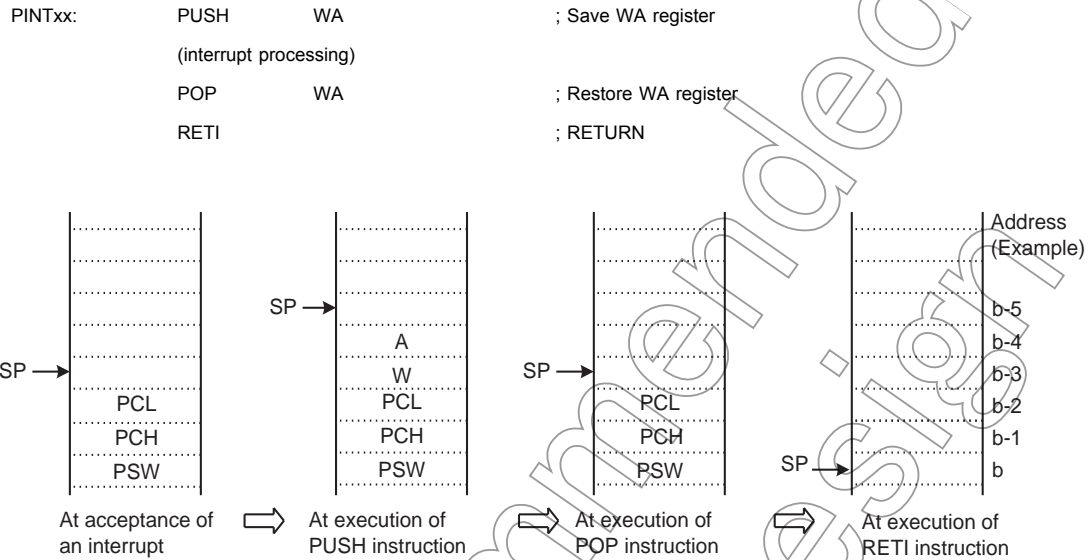 PINTxx: PUSH WA ; Save WA register
(interrupt processing)
POP WA ; Restore WA register
RETI ; RETURN
Address
(Example)
SP
b-5
A
b-4
SP
W
SP
b-3
PCL
PCL
PCL
b-2
PCH
PCH
PCH
b-1
PSW
PSW
PSW
SP
b
At acceptance of
an interrupt
At execution of
PUSH instruction
At execution of
POP instruction
At execution of
RETI instruction